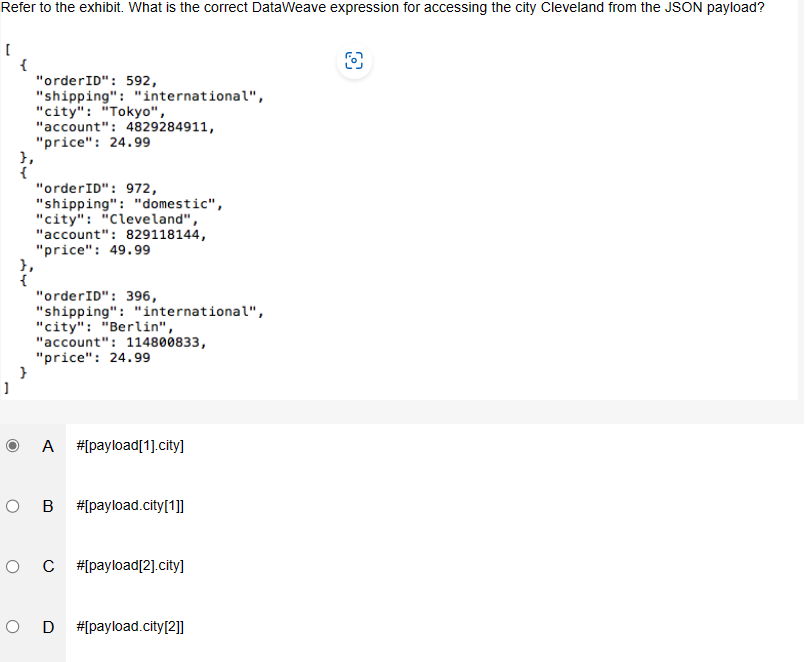 Refer to the exhibit. What is the correct DataWeave expression for accessing the city Cleveland from the JSON payload?
[
{
"orderID": 592,
"shipping": "international",
"city": "Tokyo",
"account": 4829284911,
"price": 24.99
},
{
"orderID": 972,
"shipping": "domestic",
"city": "Cleveland",
"account": 829118144,
"price": 49.99
},
{
"orderID": 396,
"shipping": "international",
"city": "Berlin",
"account": 114800833,
"price": 24.99
}
]
A #[payload[1].city]
B #[payload.city[1]]
C #[payload[2].city]
D #[payload.city[2]]